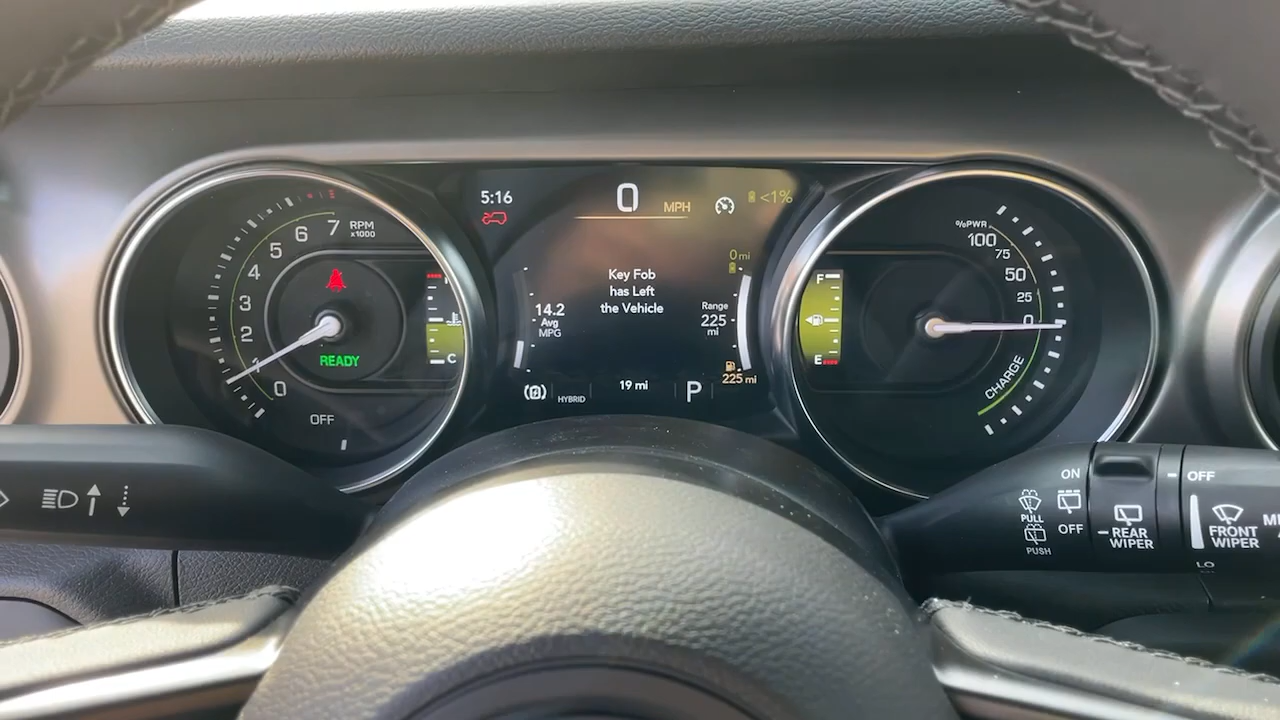 7
RPM
x1000
6
5
4
3
2
1
0
OFF
READY
C
5:16
0
MPH
<1%
0 mi
Key Fob
has Left
the Vehicle
14.2
Avg
MPG
Range
225
mi
225 mi
HYBRID
19 mi
P
F
E
%PWR
100
75
50
25
0
CHARGE
ON
OFF
PULL
PUSH
REAR
WIPER
OFF
FRONT
WIPER
LO